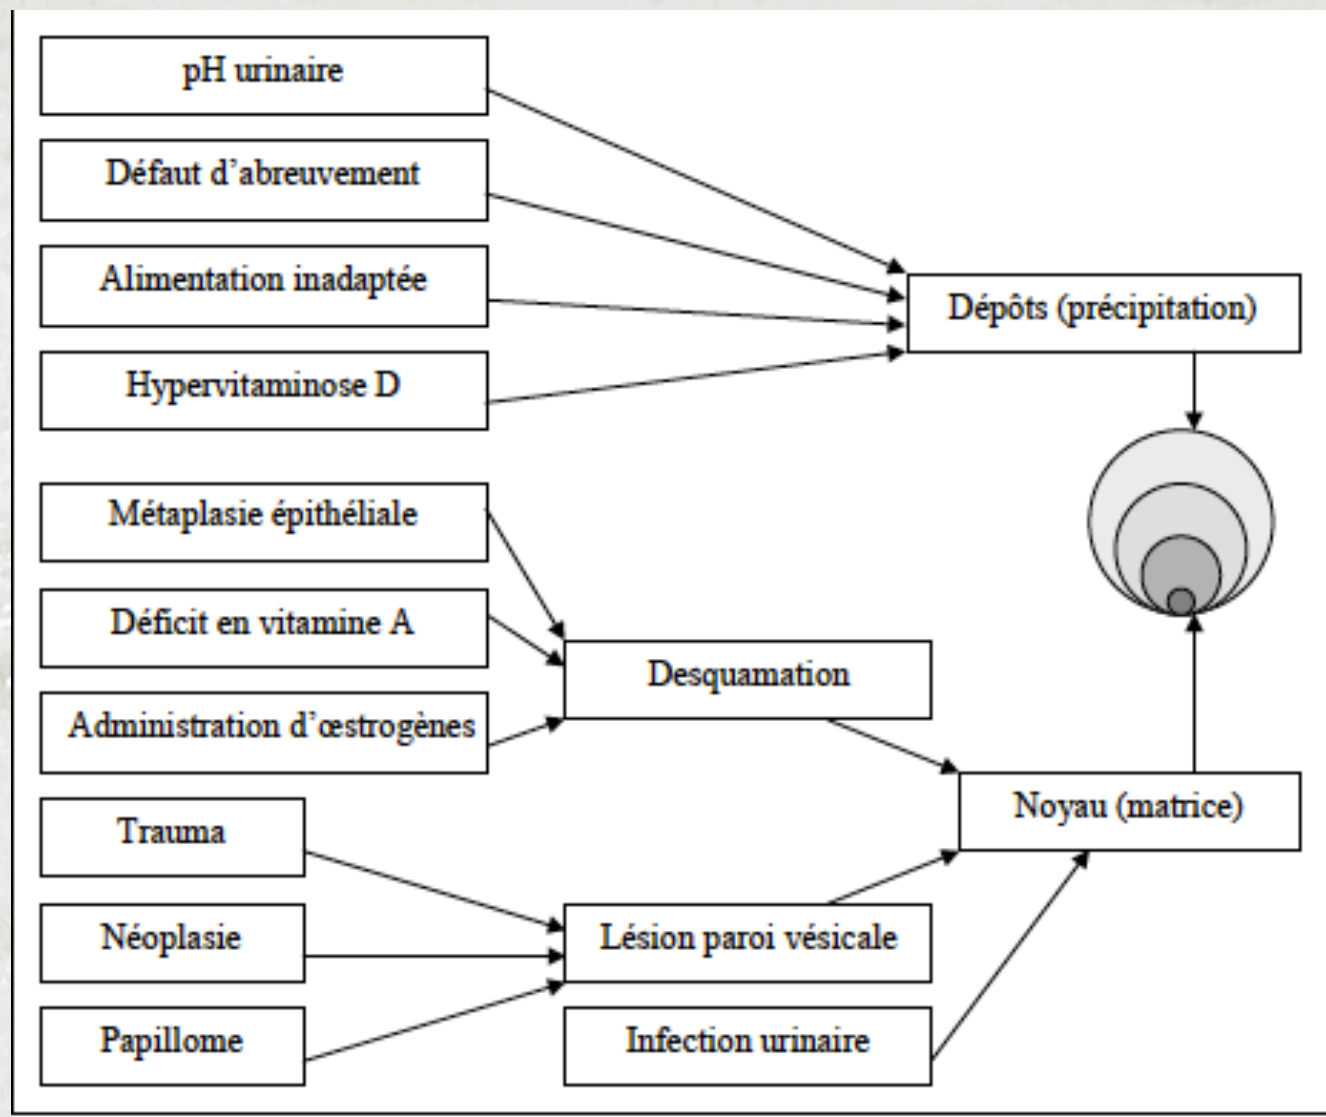 pH urinaire
Défaut d’abreuvement
Alimentation inadaptée
Dépôts (précipitation)
Hypervitaminose D
Métaplasie épithéliale
Déficit en vitamine A
Desquamation
Administration d’œstrogènes
Noyau (matrice)
Trauma
Néoplasie
Lésion paroi vésicale
Papillome
Infection urinaire